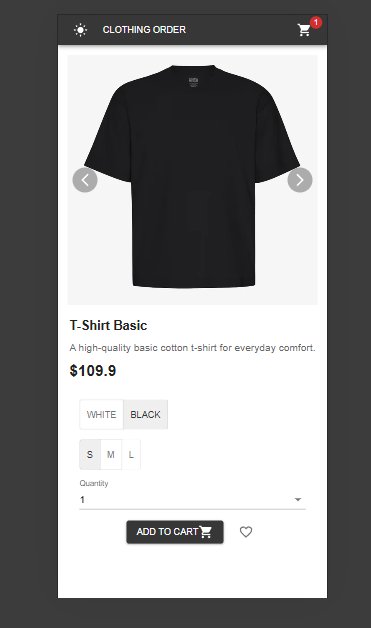 CLOTHING ORDER
1
T-Shirt Basic
A high-quality basic cotton t-shirt for everyday comfort.
$109.9
WHITE BLACK
S M L
Quantity
1
ADD TO CART